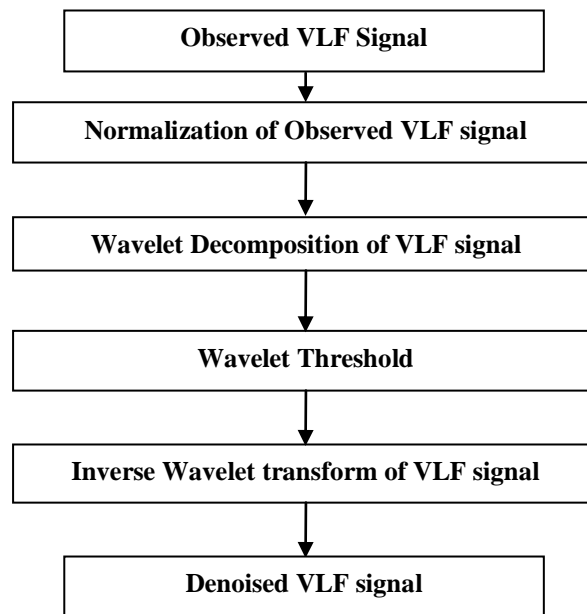 Observed VLF Signal
Normalization of Observed VLF signal
Wavelet Decomposition of VLF signal
Wavelet Threshold
Inverse Wavelet transform of VLF signal
Denoised VLF signal